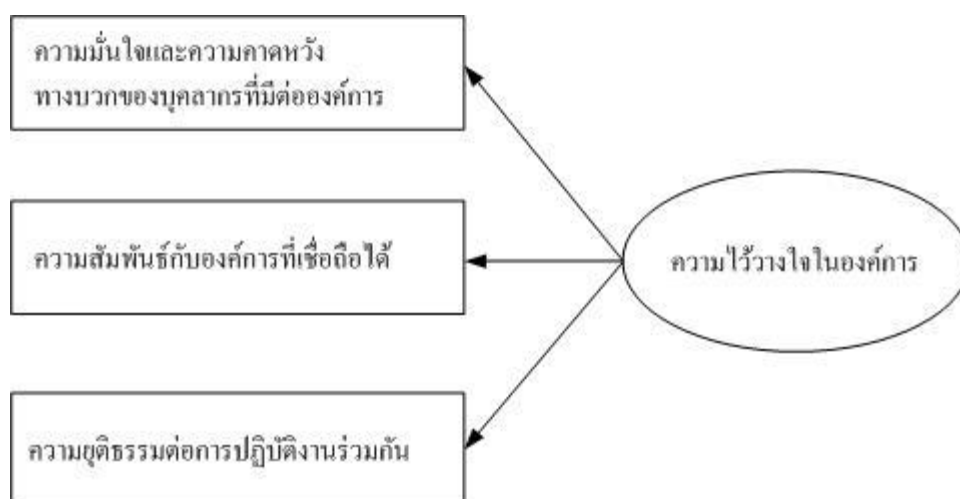 ความมั่นใจและความคาดหวัง
ทางบวกของบุคลากรที่มีต่อองค์การ
ความสัมพันธ์กับองค์การที่เชื่อถือได้
ความไว้วางใจในองค์การ
ความยุติธรรมต่อการปฏิบัติงานร่วมกัน